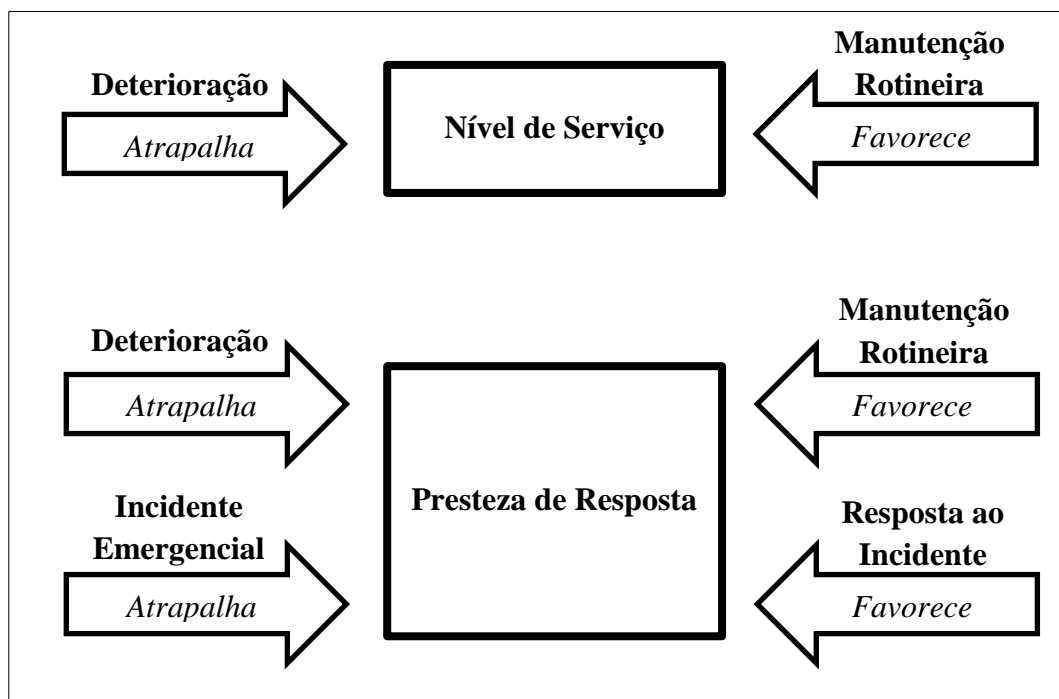 Deterioração
Atrapalha
Nível de Serviço
Manutenção
Rotineira
Favorece
Deterioração
Atrapalha
Manutenção
Rotineira
Favorece
Presteza de Resposta
Incidente
Emergencial
Atrapalha
Resposta ao
Incidente
Favorece